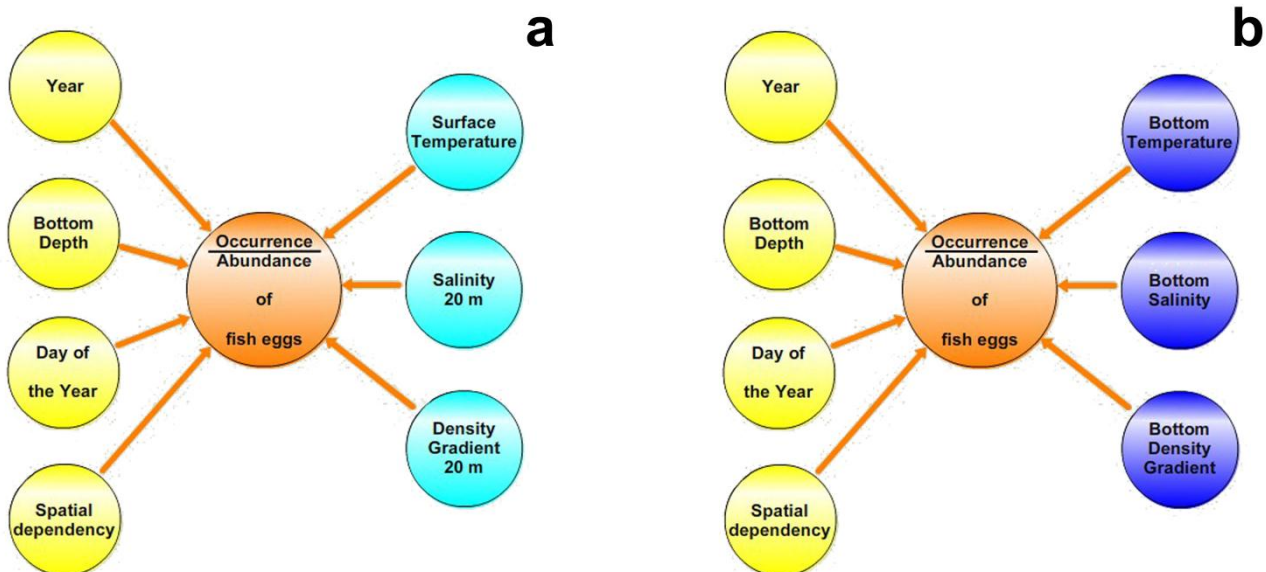 a
Year
Bottom
Depth
Day of
the Year
Spatial
dependency
Occurrence
Abundance
of
fish eggs
Surface
Temperature
Salinity
20 m
Density
Gradient
20 m
b
Year
Bottom
Depth
Day of
the Year
Spatial
dependency
Occurrence
Abundance
of
fish eggs
Bottom
Temperature
Bottom
Salinity
Bottom
Density
Gradient